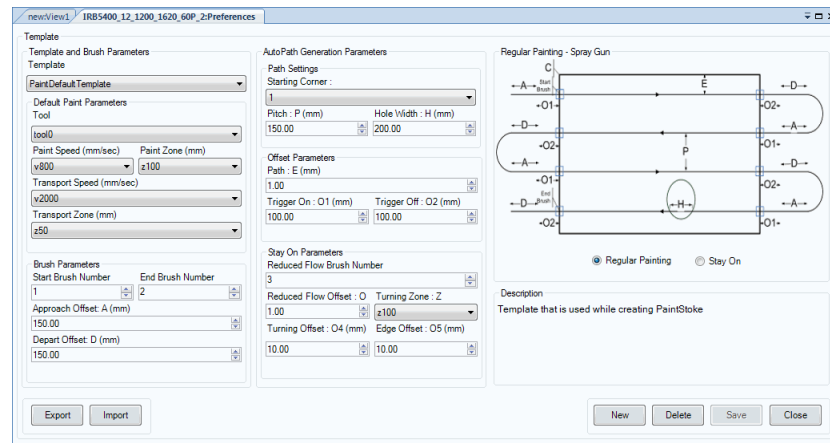 new:View1
IRB5400_12_1200_1620_60P_2:Preferences
Template
Template and Brush Parameters
Template
PaintDefaultTemplate
Default Paint Parameters
Tool
tool0
Paint Speed (mm/sec)
Paint Zone (mm)
v800
z100
Transport Speed (mm/sec)
v2000
Transport Zone (mm)
z50
Brush Parameters
Start Brush Number
End Brush Number
1
2
Approach Offset: A (mm)
150.00
Depart Offset: D (mm)
150.00
AutoPath Generation Parameters
Path Settings
Starting Corner :
1
Pitch : P (mm)
Hole Width : H (mm)
150.00
200.00
Offset Parameters
Path : E (mm)
1.00
Trigger On : O1 (mm)
Trigger Off : O2 (mm)
100.00
100.00
Stay On Parameters
Reduced Flow Brush Number
3
Reduced Flow Offset : O
Turning Zone : Z
1.00
z100
Turning Offset : O4 (mm)
Edge Offset : O5 (mm)
10.00
10.00
Regular Painting - Spray Gun
C
Start
Brush
A
E
D
O1
O2
D
A
O2
P
O1
A
D
O1
O2
End
Brush
D
H
A
O2
O1
Regular Painting
Stay On
Description
Template that is used while creating PaintStoke
Export
Import
New
Delete
Save
Close